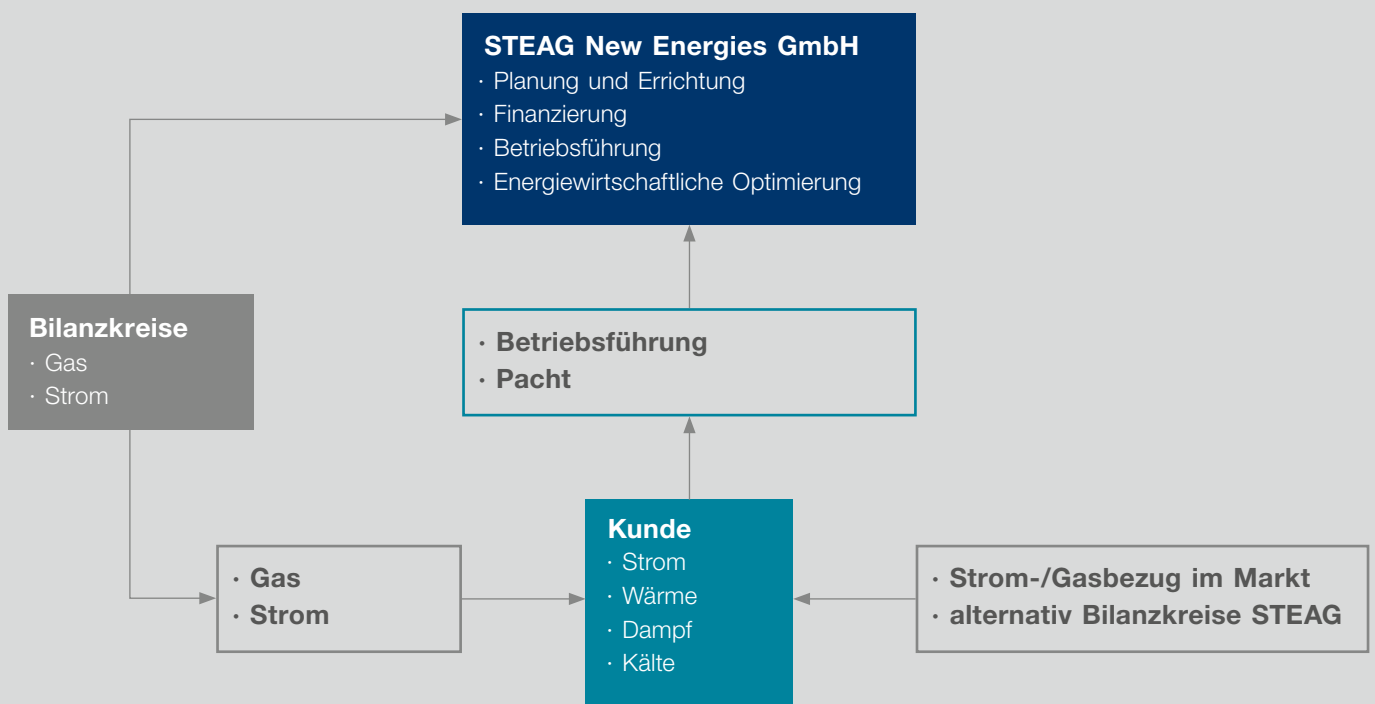 STEAG New Energies GmbH
· Planung und Errichtung
· Finanzierung
· Betriebsführung
· Energiewirtschaftliche Optimierung
Bilanzkreise
· Gas
· Strom
· Betriebsführung
· Pacht
· Gas
· Strom
Kunde
· Strom
· Wärme
· Dampf
· Kälte
· Strom-/Gasbezug im Markt
· alternativ Bilanzkreise STEAG